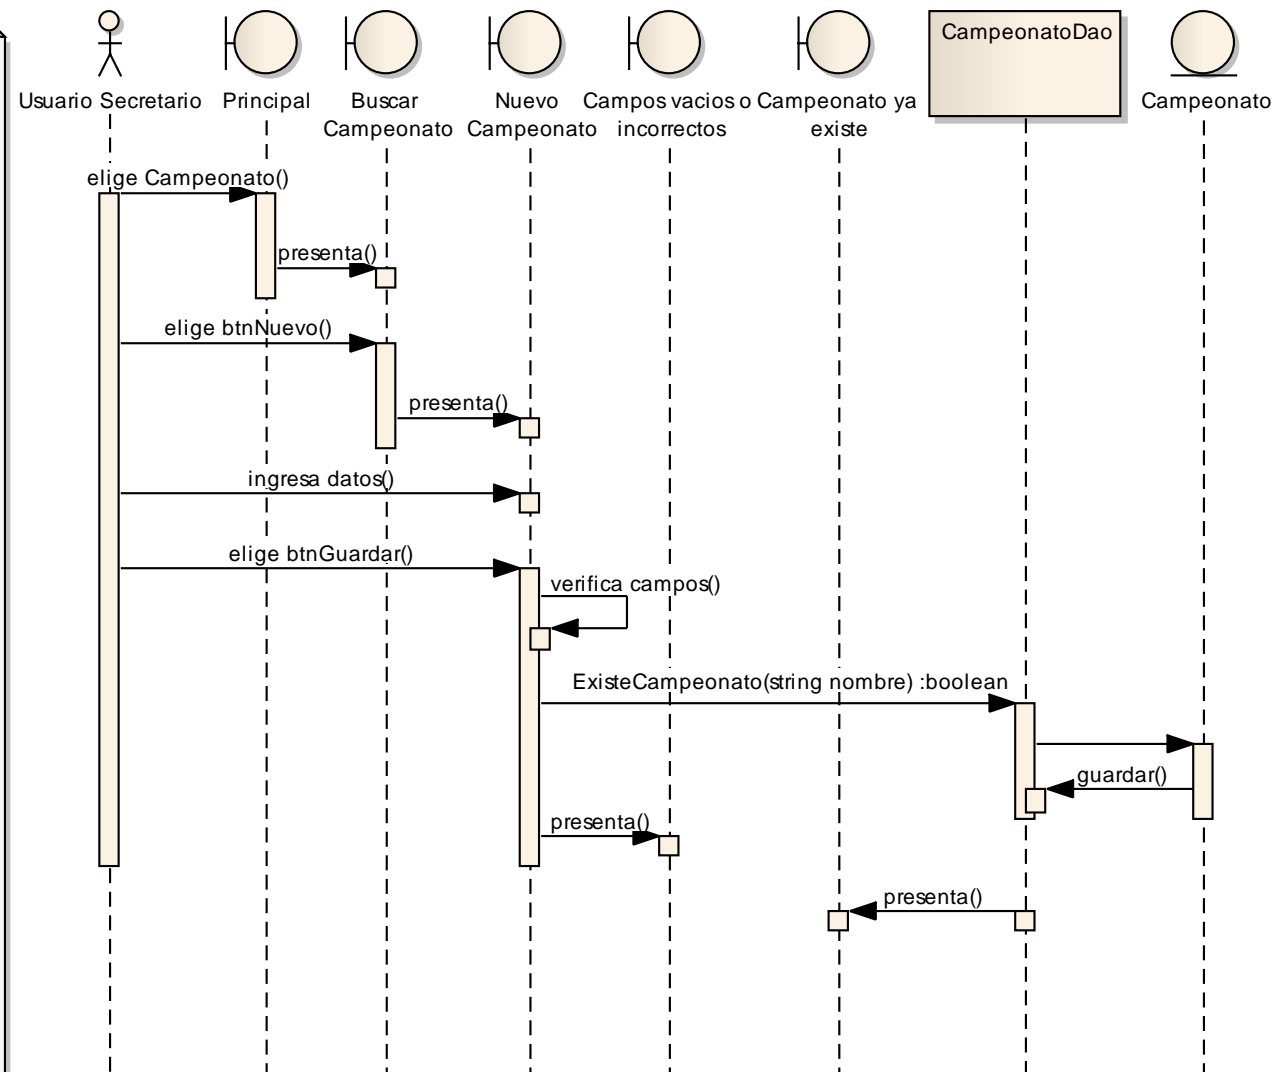 CampeonatoDao
Usuario Secretario
Principal
Buscar
Campeonato
Nuevo
Campeonato
Campos vacios o
incorrectos
Campeonato ya
existe
Campeonato
elige Campeonato()
presenta()
elige btnNuevo()
presenta()
ingresa datos()
elige btnGuardar()
verifica campos()
ExisteCampeonato(string nombre) :boolean
guardar()
presenta()
presenta()